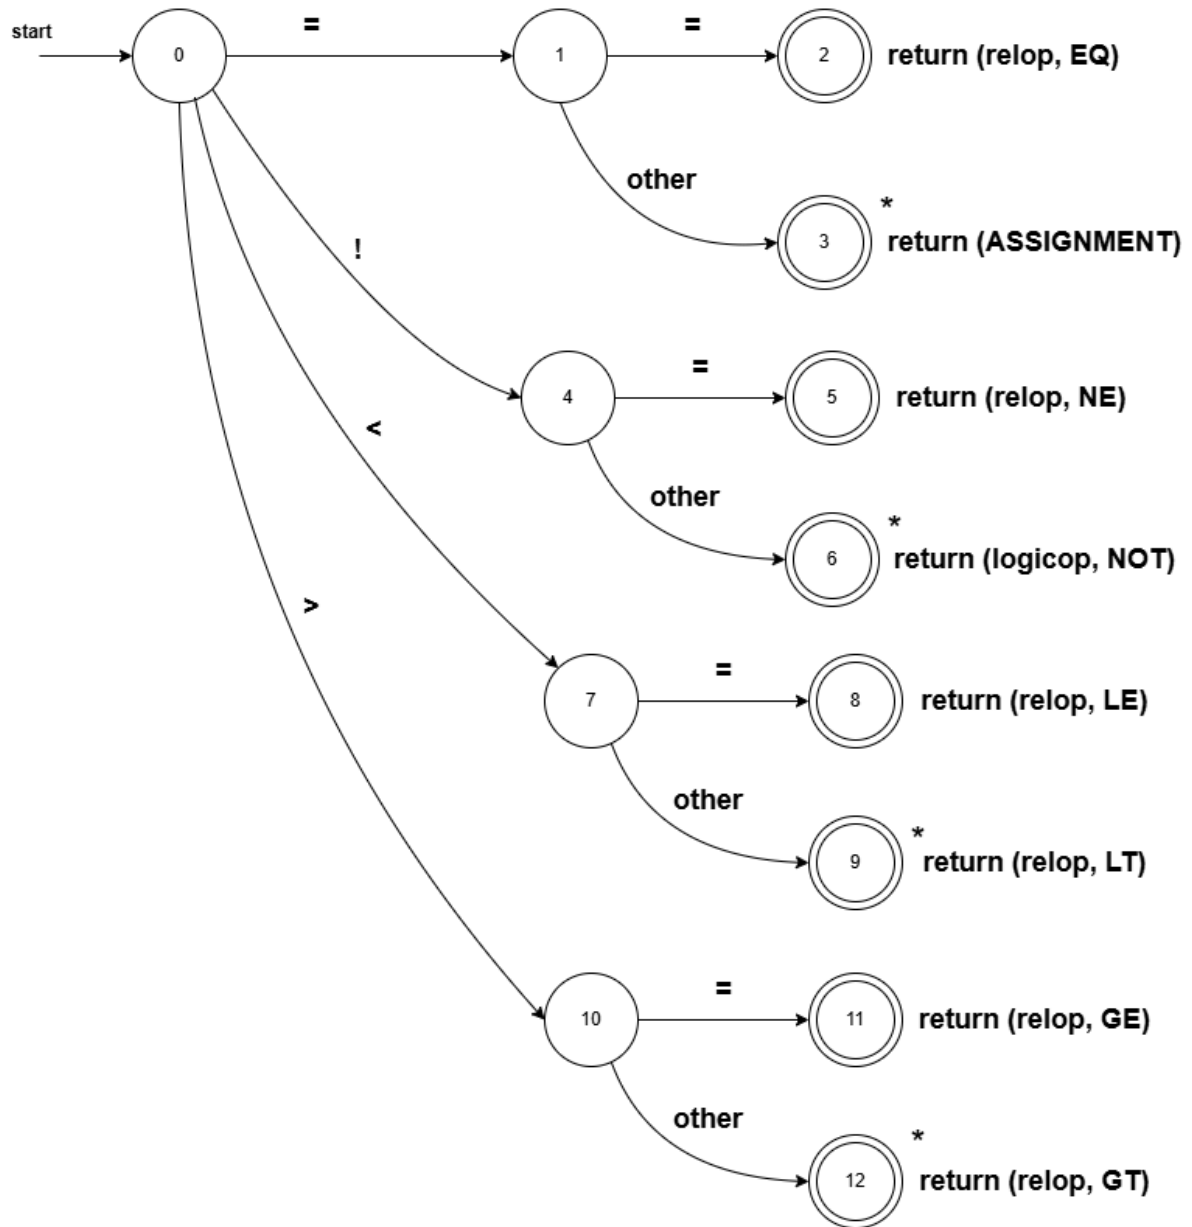 start
=
=
0
1
2
return (relop, EQ)
other
*
3
return (ASSIGNMENT)
!
=
4
5
return (relop, NE)
<
other
*
6
return (logicop, NOT)
>
=
7
8
return (relop, LE)
other
*
9
return (relop, LT)
=
10
11
return (relop, GE)
other
*
12
return (relop, GT)